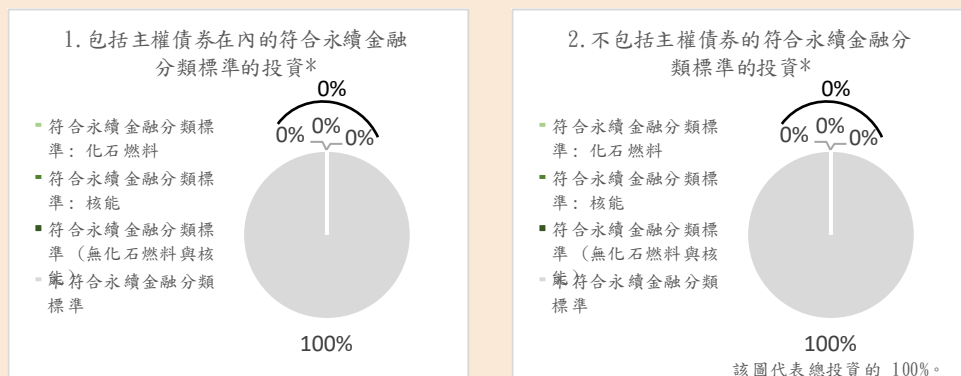 1.包括主權債券在內的符合永續金融
分類標準的投資*
0%
0% 0% 0%
符合永續金融分類標
準: 化石燃料
符合永續金融分類標
準: 核能
符合永續金融分類標
準 (無化石燃料與核
能)
未符合永續金融分類
標準
100%
2.不包括主權債券的符合永續金融分
類標準的投資*
0%
0% 0% 0%
符合永續金融分類標
準: 化石燃料
符合永續金融分類標
準: 核能
符合永續金融分類標
準 (無化石燃料與核
能)
未符合永續金融分類
標準
100%
該圖代表總投資的 100%。